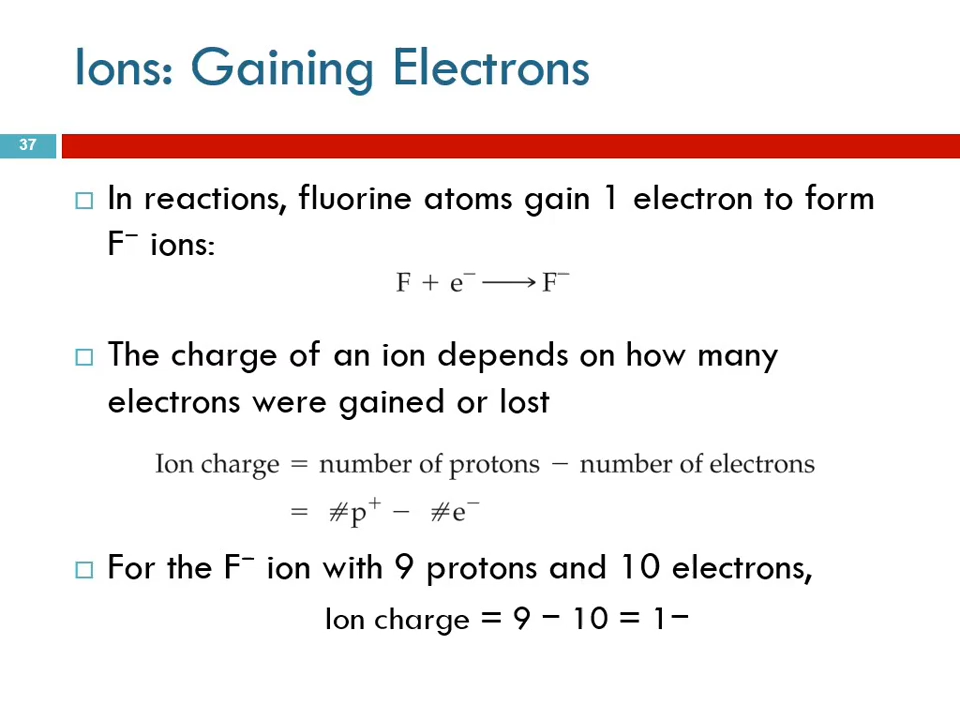 Ions: Gaining Electrons
37
In reactions, fluorine atoms gain 1 electron to form
F⁻ ions:
F + e⁻ ⟶ F⁻
The charge of an ion depends on how many
electrons were gained or lost
Ion charge = number of protons − number of electrons
= #p⁺ − #e⁻
For the F⁻ ion with 9 protons and 10 electrons,
Ion charge = 9 − 10 = 1−